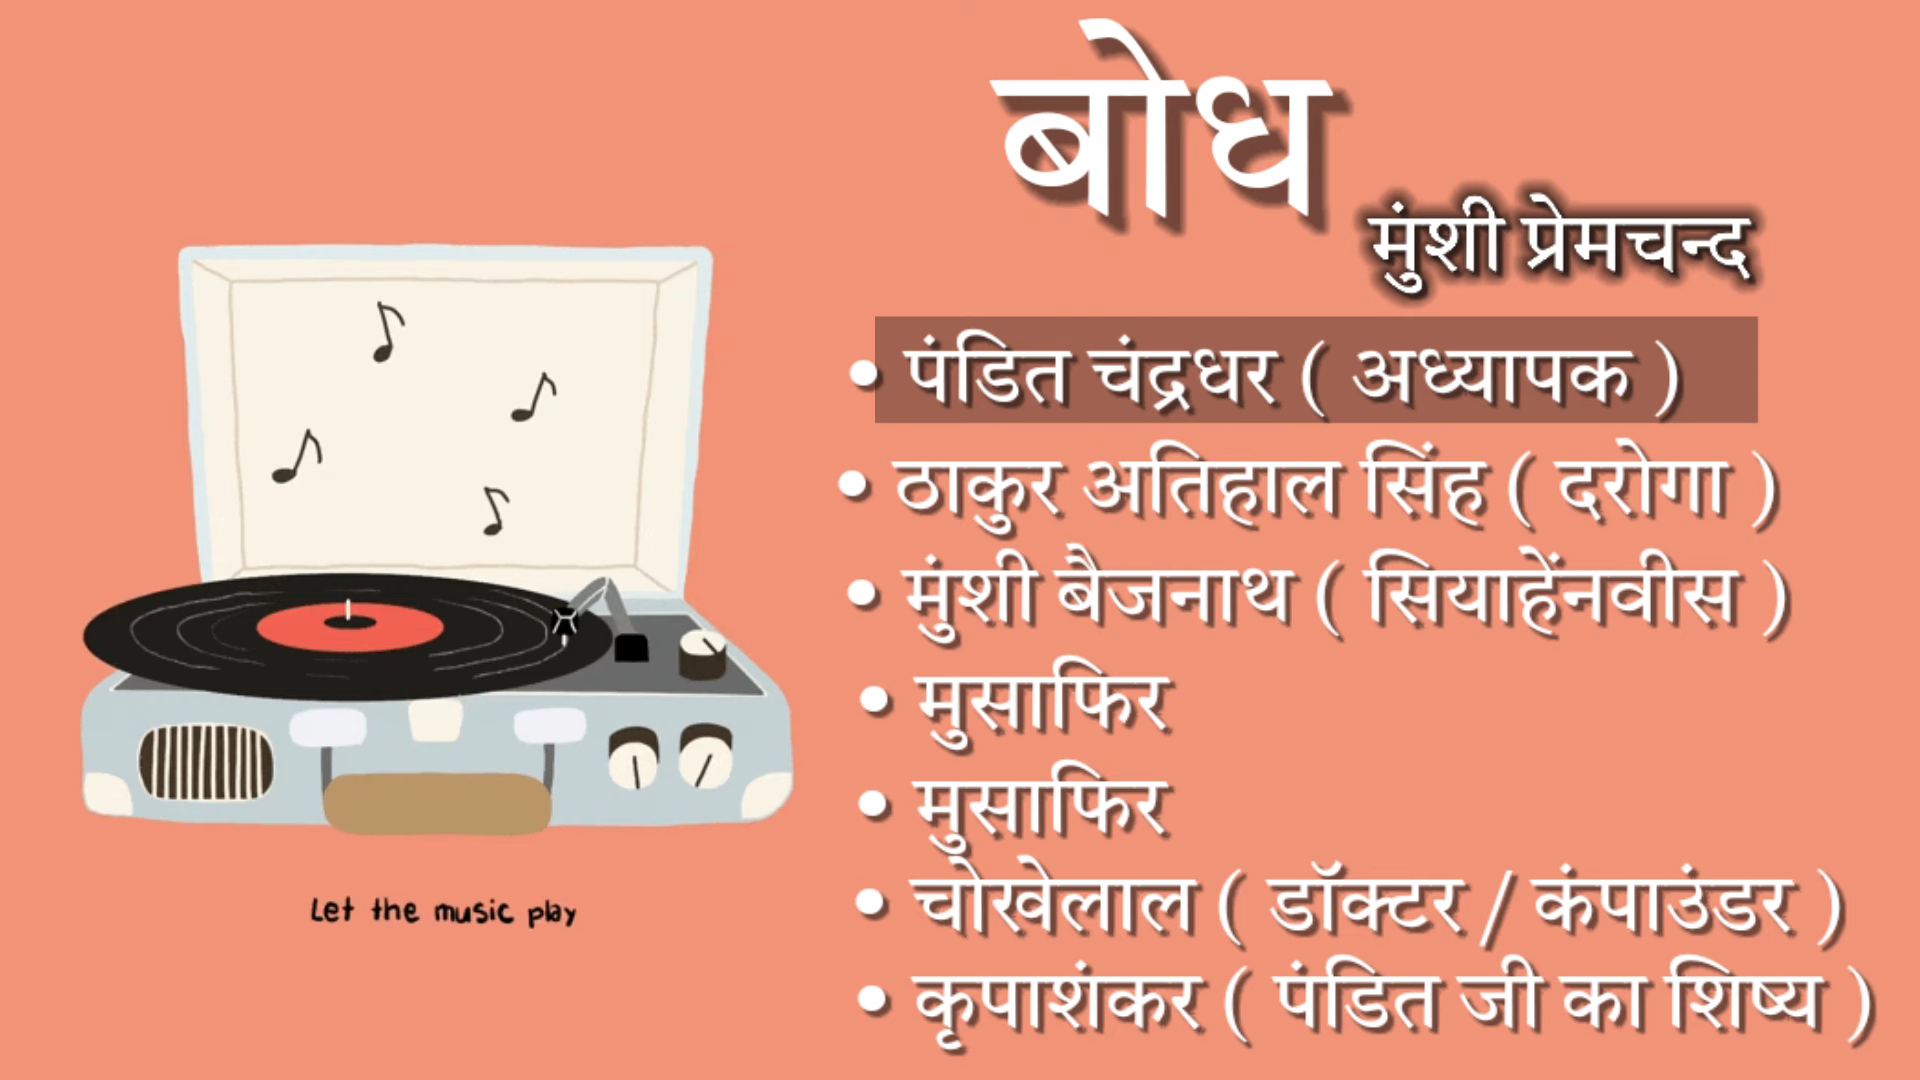 बोध
मुंशी प्रेमचन्द
• पंडित चंद्रधर ( अध्यापक )
• ठाकुर अतिहाल सिंह ( दरोगा )
• मुंशी बैजनाथ ( सियाहेंनवीस )
• मुसाफिर
• मुसाफिर
• चोखेलाल ( डॉक्टर / कंपाउंडर )
• कृपाशंकर ( पंडित जी का शिष्य )
Let the music play